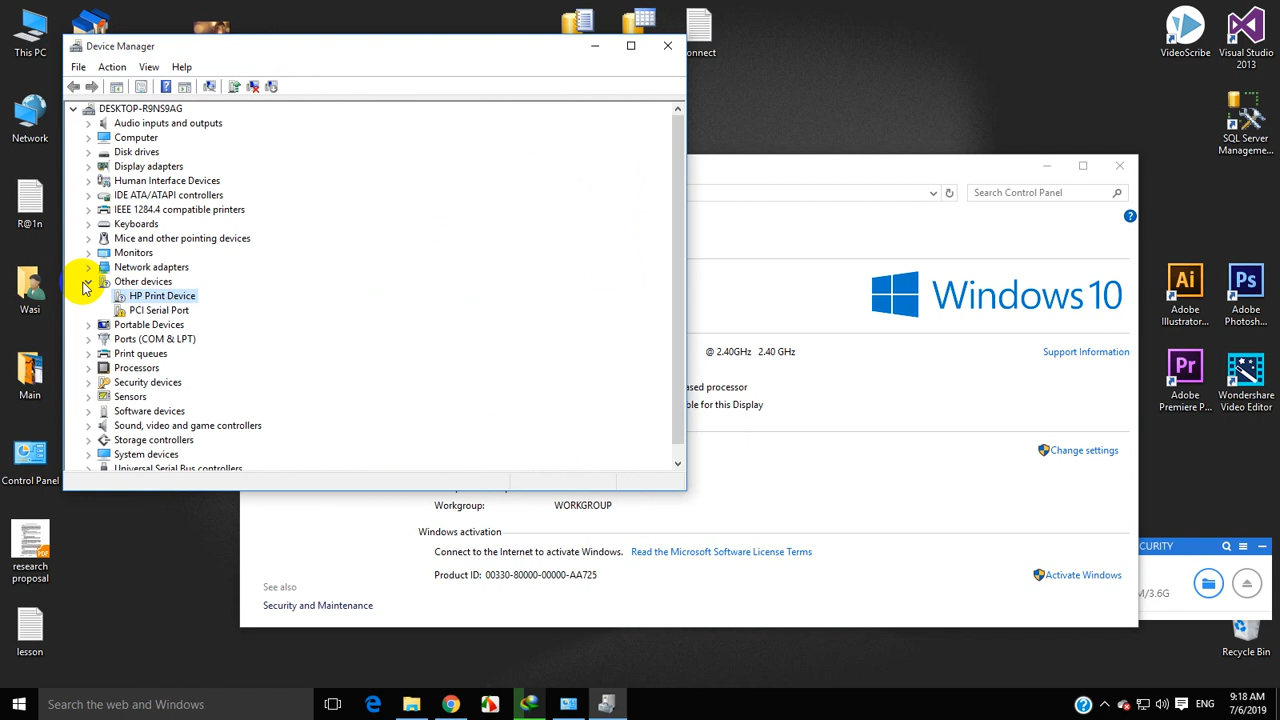 This PC
Network
R@1n
Wasi
Main
Control Panel
research
proposal
lesson
Device Manager
File
Action
View
Help
DESKTOP-R9NS9AG
Audio inputs and outputs
Computer
Disk drives
Display adapters
Human Interface Devices
IDE ATA/ATAPI controllers
IEEE 1284.4 compatible printers
Keyboards
Mice and other pointing devices
Monitors
Network adapters
Other devices
HP Print Device
PCI Serial Port
Portable Devices
Ports (COM & LPT)
Print queues
Processors
Security devices
Sensors
Software devices
Sound, video and game controllers
Storage controllers
System devices
Universal Serial Bus controllers
onnect
Search Control Panel
Windows 10
@ 2.40GHz 2.40 GHz
ased processor
ble for this Display
Support Information
Change settings
Workgroup: WORKGROUP
Windows activation
Connect to the Internet to activate Windows. Read the Microsoft Software License Terms
Product ID: 00330-80000-00000-AA725
Activate Windows
See also
Security and Maintenance
VideoScribe
Visual Studio
2013
SQL Server
Manageme...
Ai
Adobe
Illustrator...
Ps
Adobe
Photosh...
Pr
Adobe
Premiere P...
Wondershare
Video Editor
CURITY
M/3.6G
Recycle Bin
PDF
Search the web and Windows
ENG
9:18 AM
7/6/2019